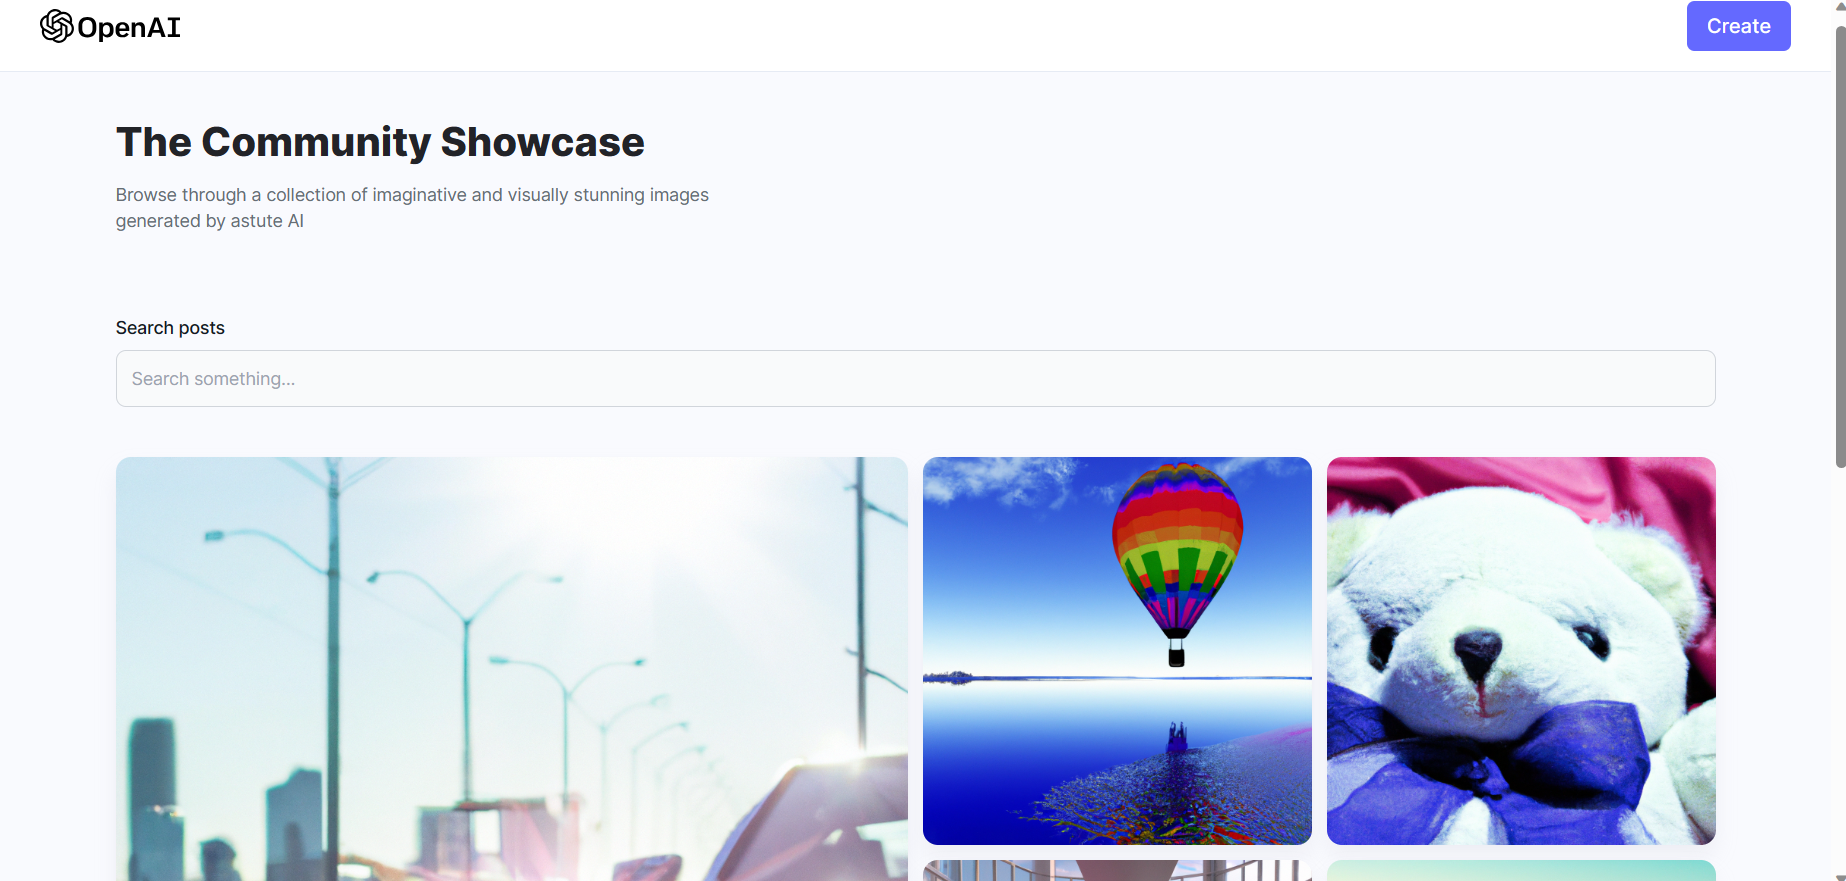 OpenAI
Create
The Community Showcase
Browse through a collection of imaginative and visually stunning images
generated by astute AI
Search posts
Search something...